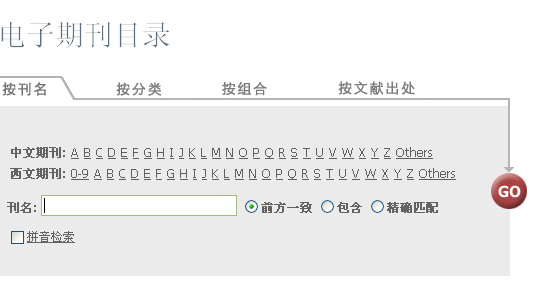 电子期刊目录
按刊名 按分类 按组合 按文献出处
中文期刊: A B C D E F G H I J K L M N O P Q R S T U V W X Y Z Others
西文期刊: 0-9 A B C D E F G H I J K L M N O P Q R S T U V W X Y Z Others
GO
刊名: 前方一致 包含 精确匹配
拼音检索